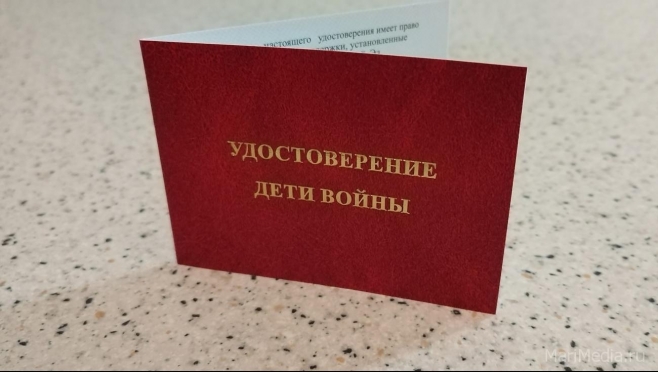 настоящего удостоверения имеет право
установленные
УДОСТОВЕРЕНИЕ
ДЕТИ ВОЙНЫ
MariMedia.ru